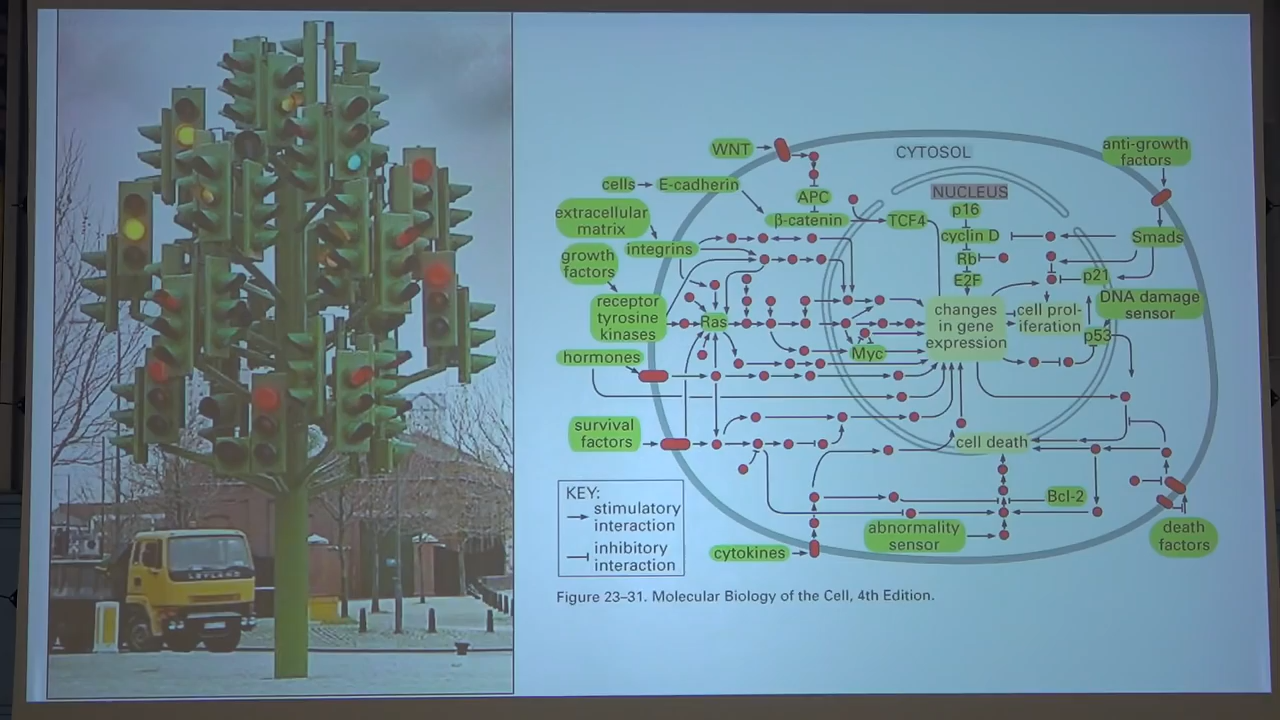 LEYLAND
WNT
CYTOSOL
anti-growth
factors
NUCLEUS
cells
E-cadherin
APC
p16
extracellular
matrix
β-catenin
TCF4
cyclin D
Smads
integrins
Rb
growth
factors
E2F
p21
DNA damage
sensor
receptor
tyrosine
kinases
Ras
changes
in gene
expression
cell prol-
iferation
p53
Myc
hormones
survival
factors
cell death
KEY:
stimulatory
interaction
inhibitory
interaction
Bcl-2
abnormality
sensor
death
factors
cytokines
Figure 23–31. Molecular Biology of the Cell, 4th Edition.